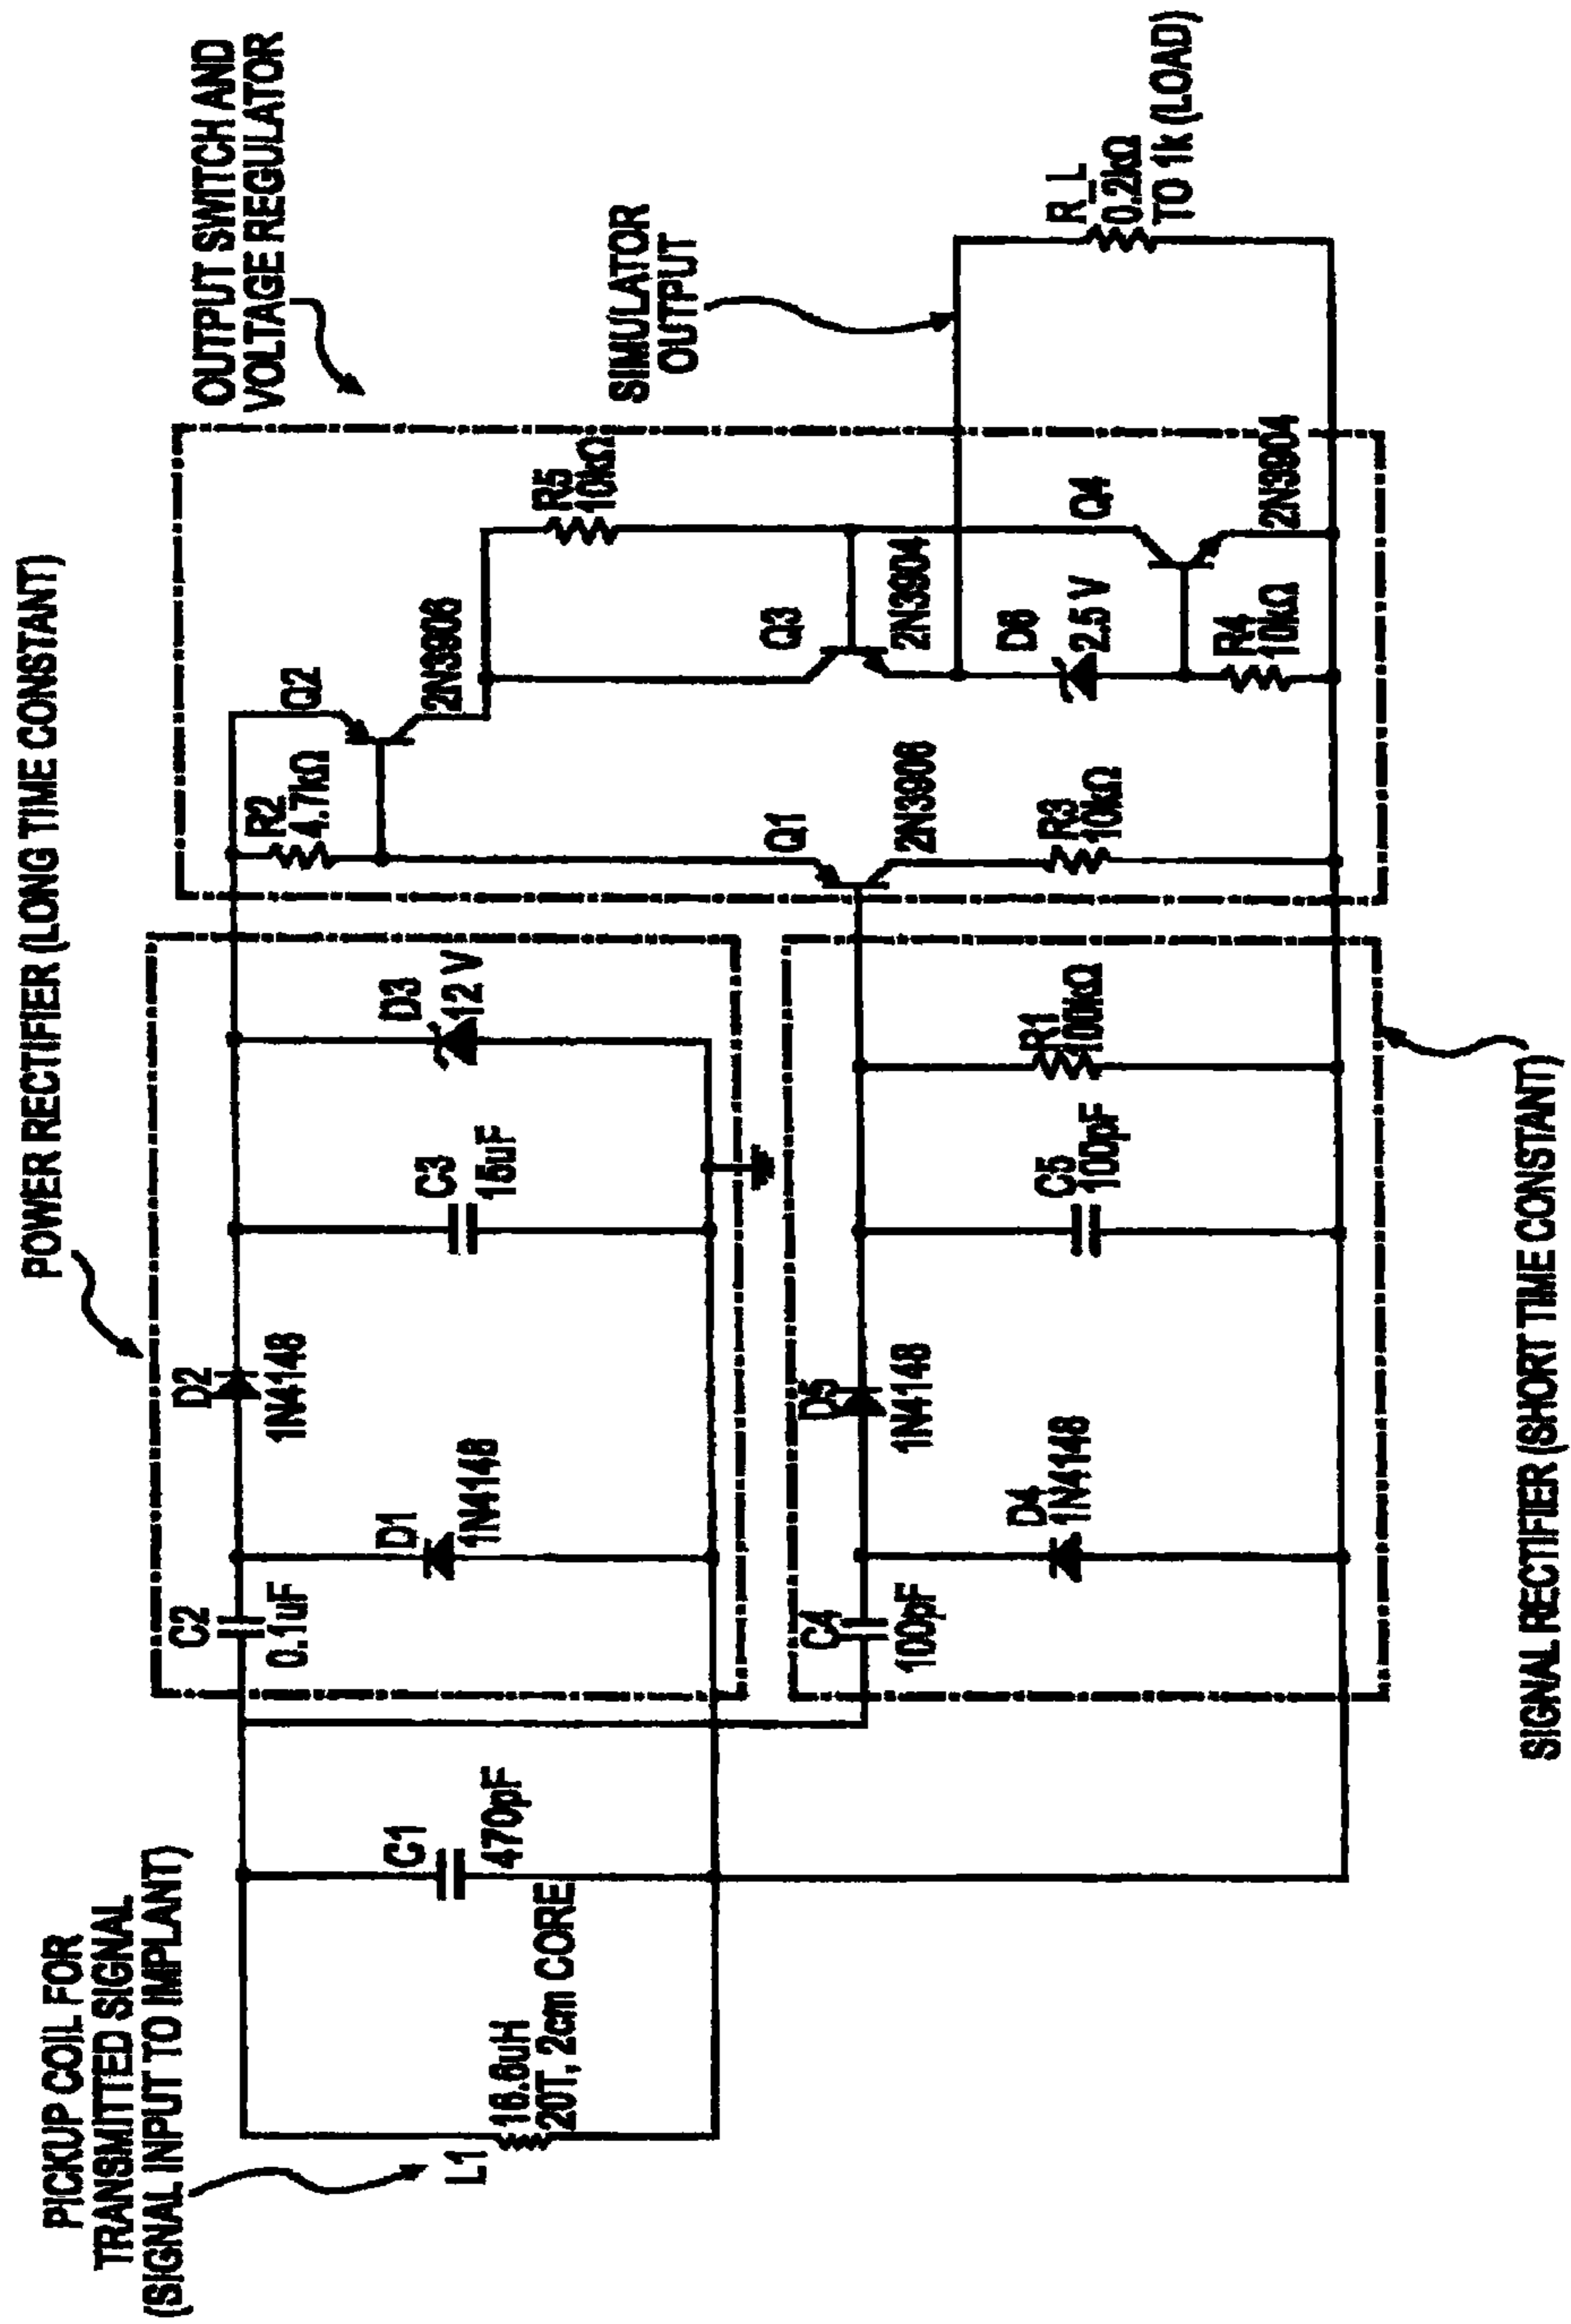 PICKUP COIL FOR
TRANSMITTED SIGNAL
(SIGNAL INPUT TO IMPLANT)
L1
16.6uH
20T, 2cm CORE
C1
470pF
POWER RECTIFIER (LONG TIME CONSTANT)
C2
0.1uF
D1
1N4148
D2
1N4148
C3
15uF
D3
12 V
C4
100pF
D4
1N4148
D5
1N4148
C5
100pF
R1
100kΩ
SIGNAL RECTIFIER (SHORT TIME CONSTANT)
OUTPUT SWITCH AND
VOLTAGE REGULATOR
R2
4.7kΩ
Q2
2N3906
Q1
2N3906
R3
10kΩ
R5
10kΩ
Q3
2N3904
D6
2.5 V
R4
10kΩ
Q4
2N3904
SIMULATOR
OUTPUT
R_L
0.2kΩ
TO 1k (LOAD)